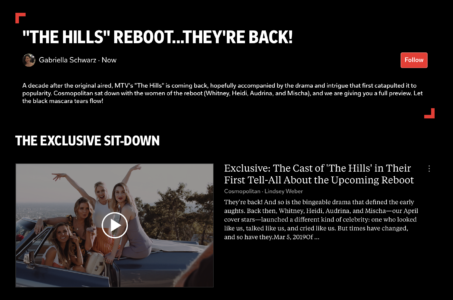 "THE HILLS" REBOOT...THEY'RE BACK!
Gabriella Schwarz · Now
Follow
A decade after the original aired, MTV's "The Hills" is coming back, hopefully accompanied by the drama and intrigue that first catapulted it to
popularity. Cosmopolitan sat down with the women of the reboot (Whitney, Heidi, Audrina, and Mischa), and we are giving you a full preview. Let
the black mascara tears flow!
THE EXCLUSIVE SIT-DOWN
Exclusive: The Cast of 'The Hills' in Their
First Tell-All About the Upcoming Reboot
Cosmopolitan · Lindsey Weber
They're back! And so is the bingeable drama that defined the early
aughts. Back then, Whitney, Heidi, Audrina, and Mischa—our April
cover stars—launched a different kind of celebrity: one who looked
like us, talked like us, and cried like us. But times have changed,
and so have they.Mar 5, 2019Of ...